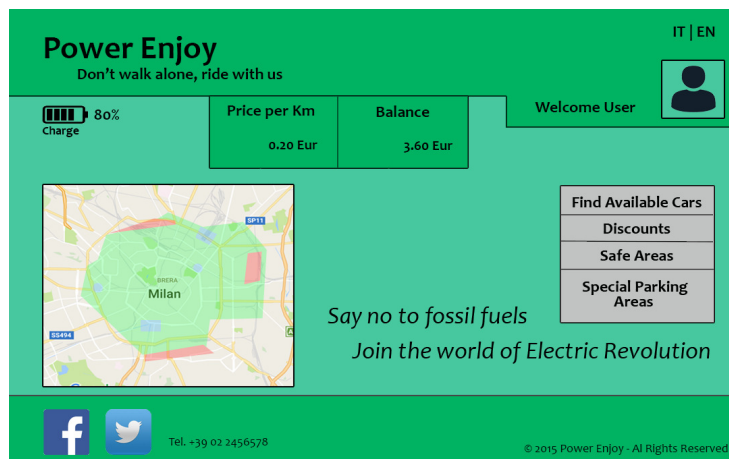 Power Enjoy
Don't walk alone, ride with us
IT | EN
80%
Charge
Price per Km
0.20 Eur
Balance
3.60 Eur
Welcome User
SP11
BRERA
Milan
SS494
Find Available Cars
Discounts
Safe Areas
Special Parking
Areas
Say no to fossil fuels
Join the world of Electric Revolution
Tel. +39 02 2456578
© 2015 Power Enjoy - Al Rights Reserved